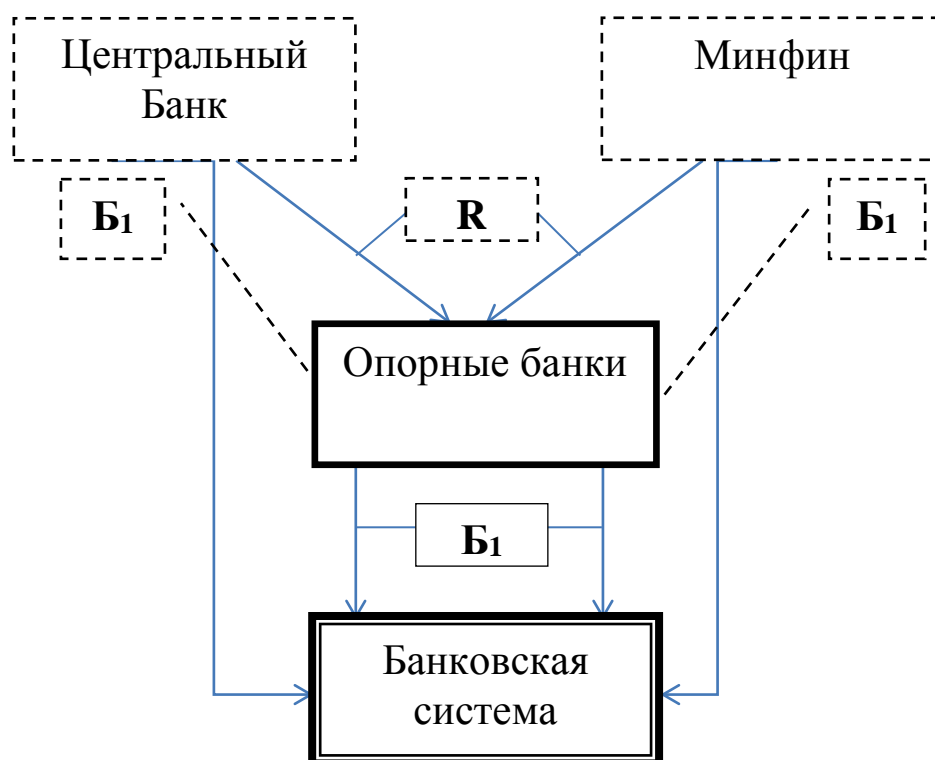 Центральный
Банк
Минфин
Б1
R
Б1
Опорные банки
Б1
Банковская
система